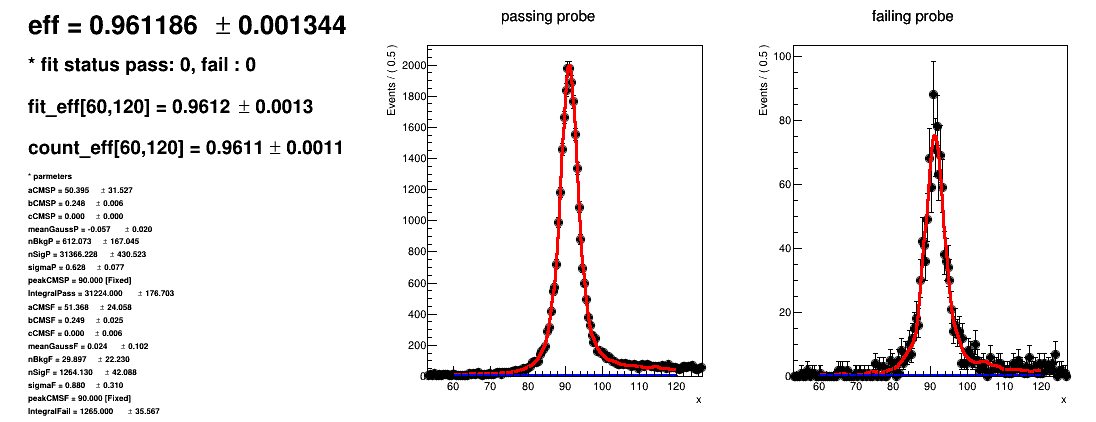 eff = 0.961186 ± 0.001344
* fit status pass: 0, fail : 0
fit_eff[60,120] = 0.9612 ± 0.0013
count_eff[60,120] = 0.9611 ± 0.0011
* parmeters
aCMSP = 50.395 ± 31.527
bCMSP = 0.248 ± 0.006
cCMSP = 0.000 ± 0.000
meanGaussP = -0.057 ± 0.020
nBkgP = 612.073 ± 167.045
nSigP = 31366.228 ± 430.523
sigmaP = 0.628 ± 0.077
peakCMSP = 90.000 [Fixed]
IntegralPass = 31224.000 ± 176.703
aCMSF = 51.368 ± 24.058
bCMSF = 0.249 ± 0.025
cCMSF = 0.000 ± 0.006
meanGaussF = 0.024 ± 0.102
nBkgF = 29.897 ± 22.230
nSigF = 1264.130 ± 42.088
sigmaF = 0.880 ± 0.310
peakCMSF = 90.000 [Fixed]
IntegralFail = 1265.000 ± 35.567
passing probe
Events / ( 0.5 )
2000
1800
1600
1400
1200
1000
800
600
400
200
0
60 70 80 90 100 110 120
x
failing probe
Events / ( 0.5 )
100
80
60
40
20
0
60 70 80 90 100 110 120
x